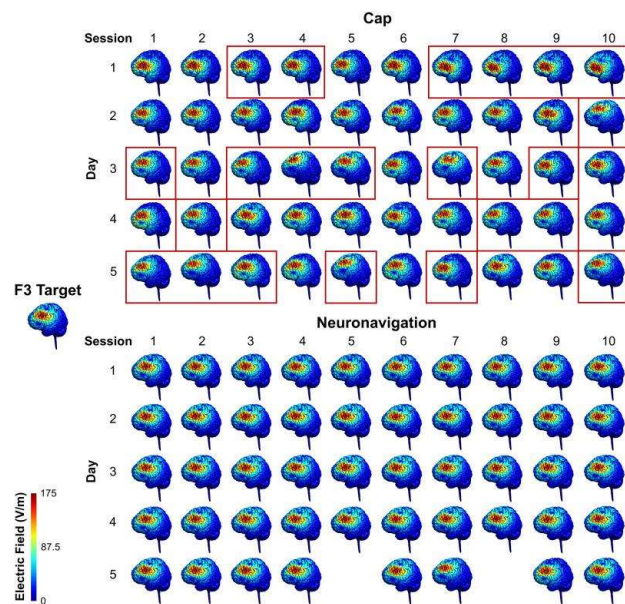 Cap
Session 1 2 3 4 5 6 7 8 9 10
1
2
Day 3
4
5
F3 Target
Neuronavigation
Session 1 2 3 4 5 6 7 8 9 10
1
2
Day 3
4
5
Electric Field (V/m)
175
87.5
0